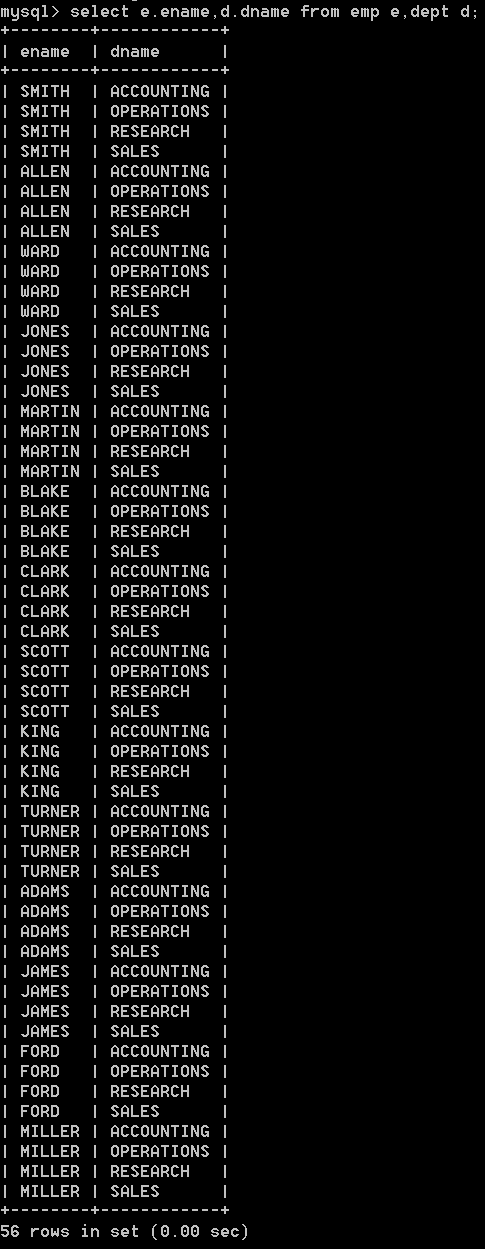 mysql> select e.ename,d.dname from emp e,dept d;
+--------+------------+
| ename  | dname      |
+--------+------------+
| SMITH  | ACCOUNTING |
| SMITH  | OPERATIONS |
| SMITH  | RESEARCH   |
| SMITH  | SALES      |
| ALLEN  | ACCOUNTING |
| ALLEN  | OPERATIONS |
| ALLEN  | RESEARCH   |
| ALLEN  | SALES      |
| WARD   | ACCOUNTING |
| WARD   | OPERATIONS |
| WARD   | RESEARCH   |
| WARD   | SALES      |
| JONES  | ACCOUNTING |
| JONES  | OPERATIONS |
| JONES  | RESEARCH   |
| JONES  | SALES      |
| MARTIN | ACCOUNTING |
| MARTIN | OPERATIONS |
| MARTIN | RESEARCH   |
| MARTIN | SALES      |
| BLAKE  | ACCOUNTING |
| BLAKE  | OPERATIONS |
| BLAKE  | RESEARCH   |
| BLAKE  | SALES      |
| CLARK  | ACCOUNTING |
| CLARK  | OPERATIONS |
| CLARK  | RESEARCH   |
| CLARK  | SALES      |
| SCOTT  | ACCOUNTING |
| SCOTT  | OPERATIONS |
| SCOTT  | RESEARCH   |
| SCOTT  | SALES      |
| KING   | ACCOUNTING |
| KING   | OPERATIONS |
| KING   | RESEARCH   |
| KING   | SALES      |
| TURNER | ACCOUNTING |
| TURNER | OPERATIONS |
| TURNER | RESEARCH   |
| TURNER | SALES      |
| ADAMS  | ACCOUNTING |
| ADAMS  | OPERATIONS |
| ADAMS  | RESEARCH   |
| ADAMS  | SALES      |
| JAMES  | ACCOUNTING |
| JAMES  | OPERATIONS |
| JAMES  | RESEARCH   |
| JAMES  | SALES      |
| FORD   | ACCOUNTING |
| FORD   | OPERATIONS |
| FORD   | RESEARCH   |
| FORD   | SALES      |
| MILLER | ACCOUNTING |
| MILLER | OPERATIONS |
| MILLER | RESEARCH   |
| MILLER | SALES      |
+--------+------------+
56 rows in set (0.00 sec)